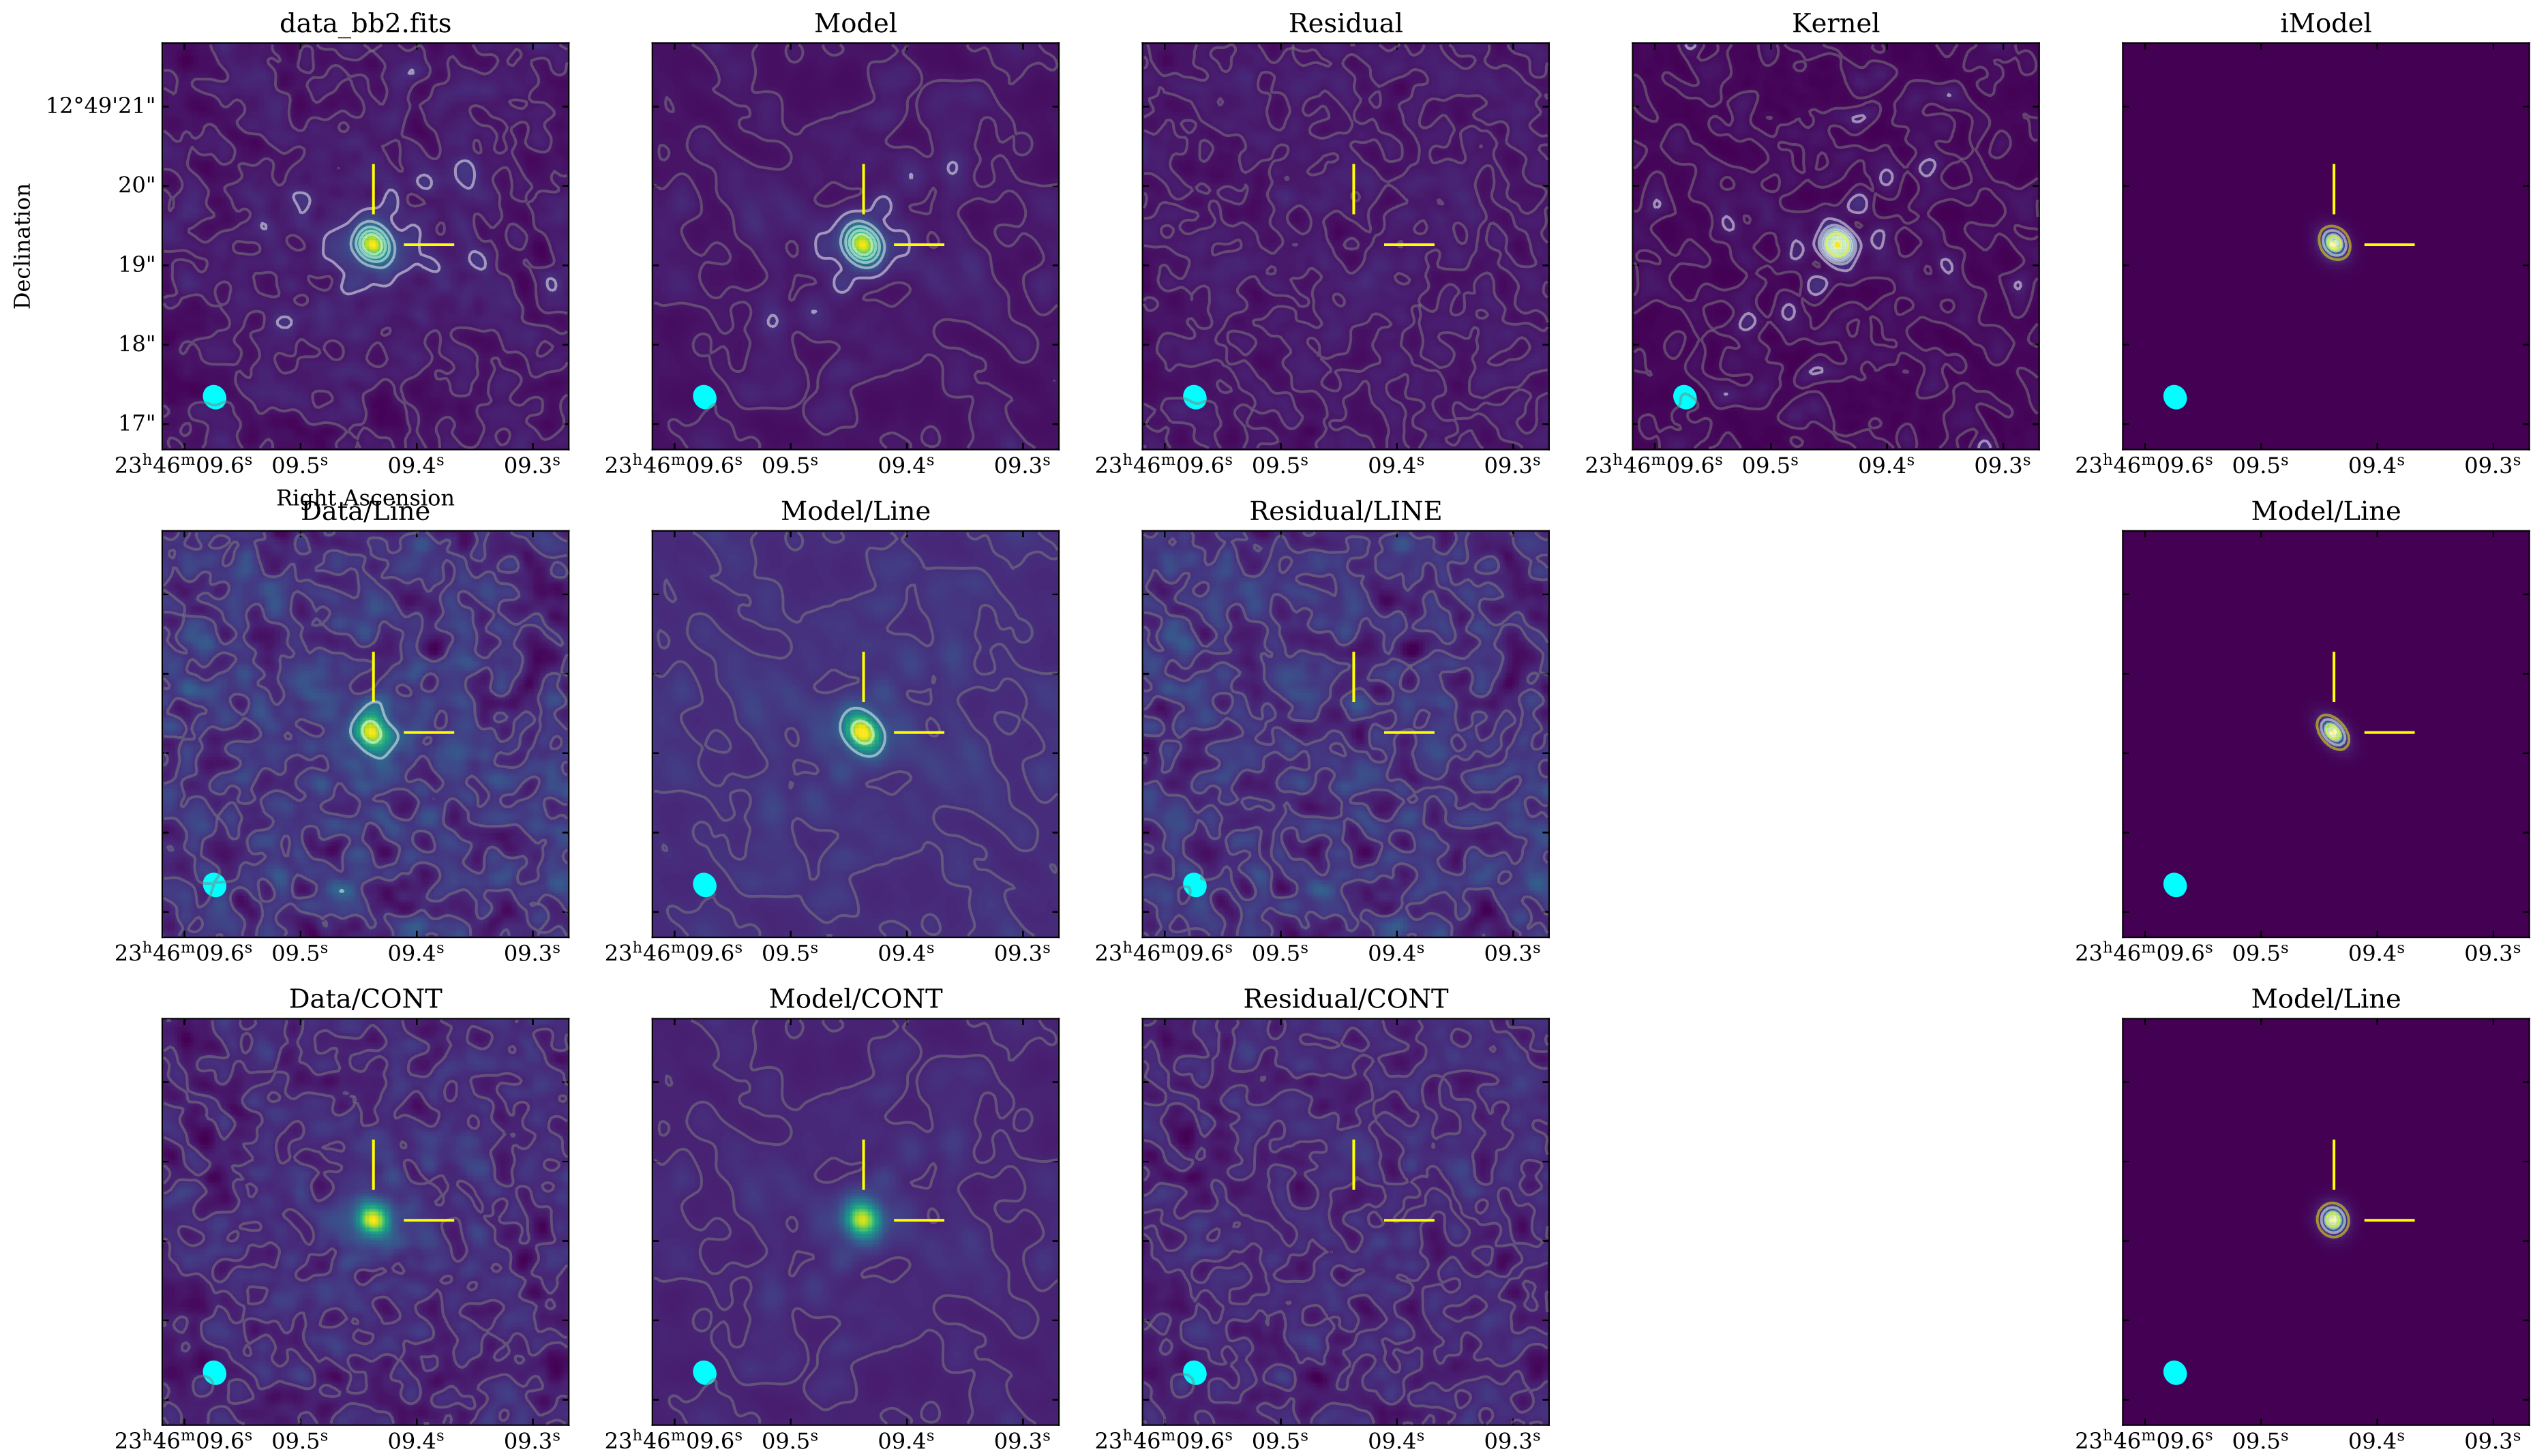 data_bb2.fits Model Residual Kernel iModel
Declination
12°49'21"
20"
19"
18"
17"
23ʰ46ᵐ09.6ˢ 09.5ˢ 09.4ˢ 09.3ˢ 23ʰ46ᵐ09.6ˢ 09.5ˢ 09.4ˢ 09.3ˢ 23ʰ46ᵐ09.6ˢ 09.5ˢ 09.4ˢ 09.3ˢ 23ʰ46ᵐ09.6ˢ 09.5ˢ 09.4ˢ 09.3ˢ 23ʰ46ᵐ09.6ˢ 09.5ˢ 09.4ˢ 09.3ˢ
Right Ascension
Data/Line Model/Line Residual/LINE Model/Line
23ʰ46ᵐ09.6ˢ 09.5ˢ 09.4ˢ 09.3ˢ 23ʰ46ᵐ09.6ˢ 09.5ˢ 09.4ˢ 09.3ˢ 23ʰ46ᵐ09.6ˢ 09.5ˢ 09.4ˢ 09.3ˢ 23ʰ46ᵐ09.6ˢ 09.5ˢ 09.4ˢ 09.3ˢ
Data/CONT Model/CONT Residual/CONT Model/Line
23ʰ46ᵐ09.6ˢ 09.5ˢ 09.4ˢ 09.3ˢ 23ʰ46ᵐ09.6ˢ 09.5ˢ 09.4ˢ 09.3ˢ 23ʰ46ᵐ09.6ˢ 09.5ˢ 09.4ˢ 09.3ˢ 23ʰ46ᵐ09.6ˢ 09.5ˢ 09.4ˢ 09.3ˢ